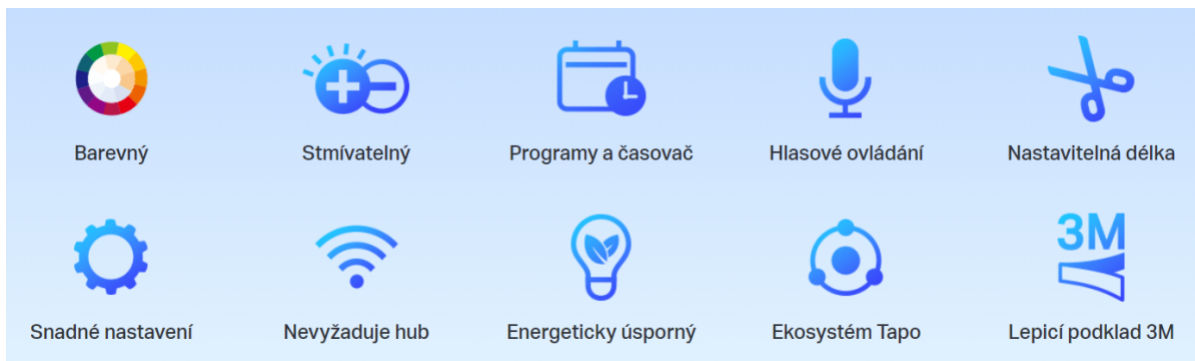 Barevný
Stmívatelný
Programy a časovač
Hlasové ovládání
Nastavitelná délka
3M
Snadné nastavení
Nevyžaduje hub
Energeticky úsporný
Ekosystém Tapo
Lepicí podklad 3M